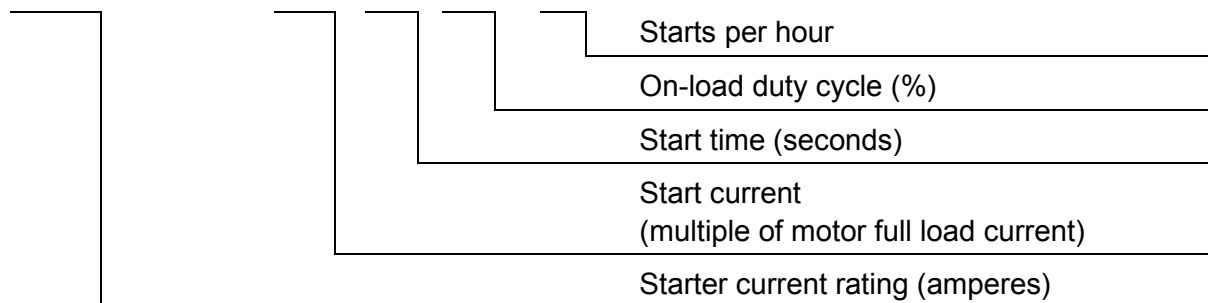 Starts per hour
On-load duty cycle (%)
Start time (seconds)
Start current
(multiple of motor full load current)
Starter current rating (amperes)